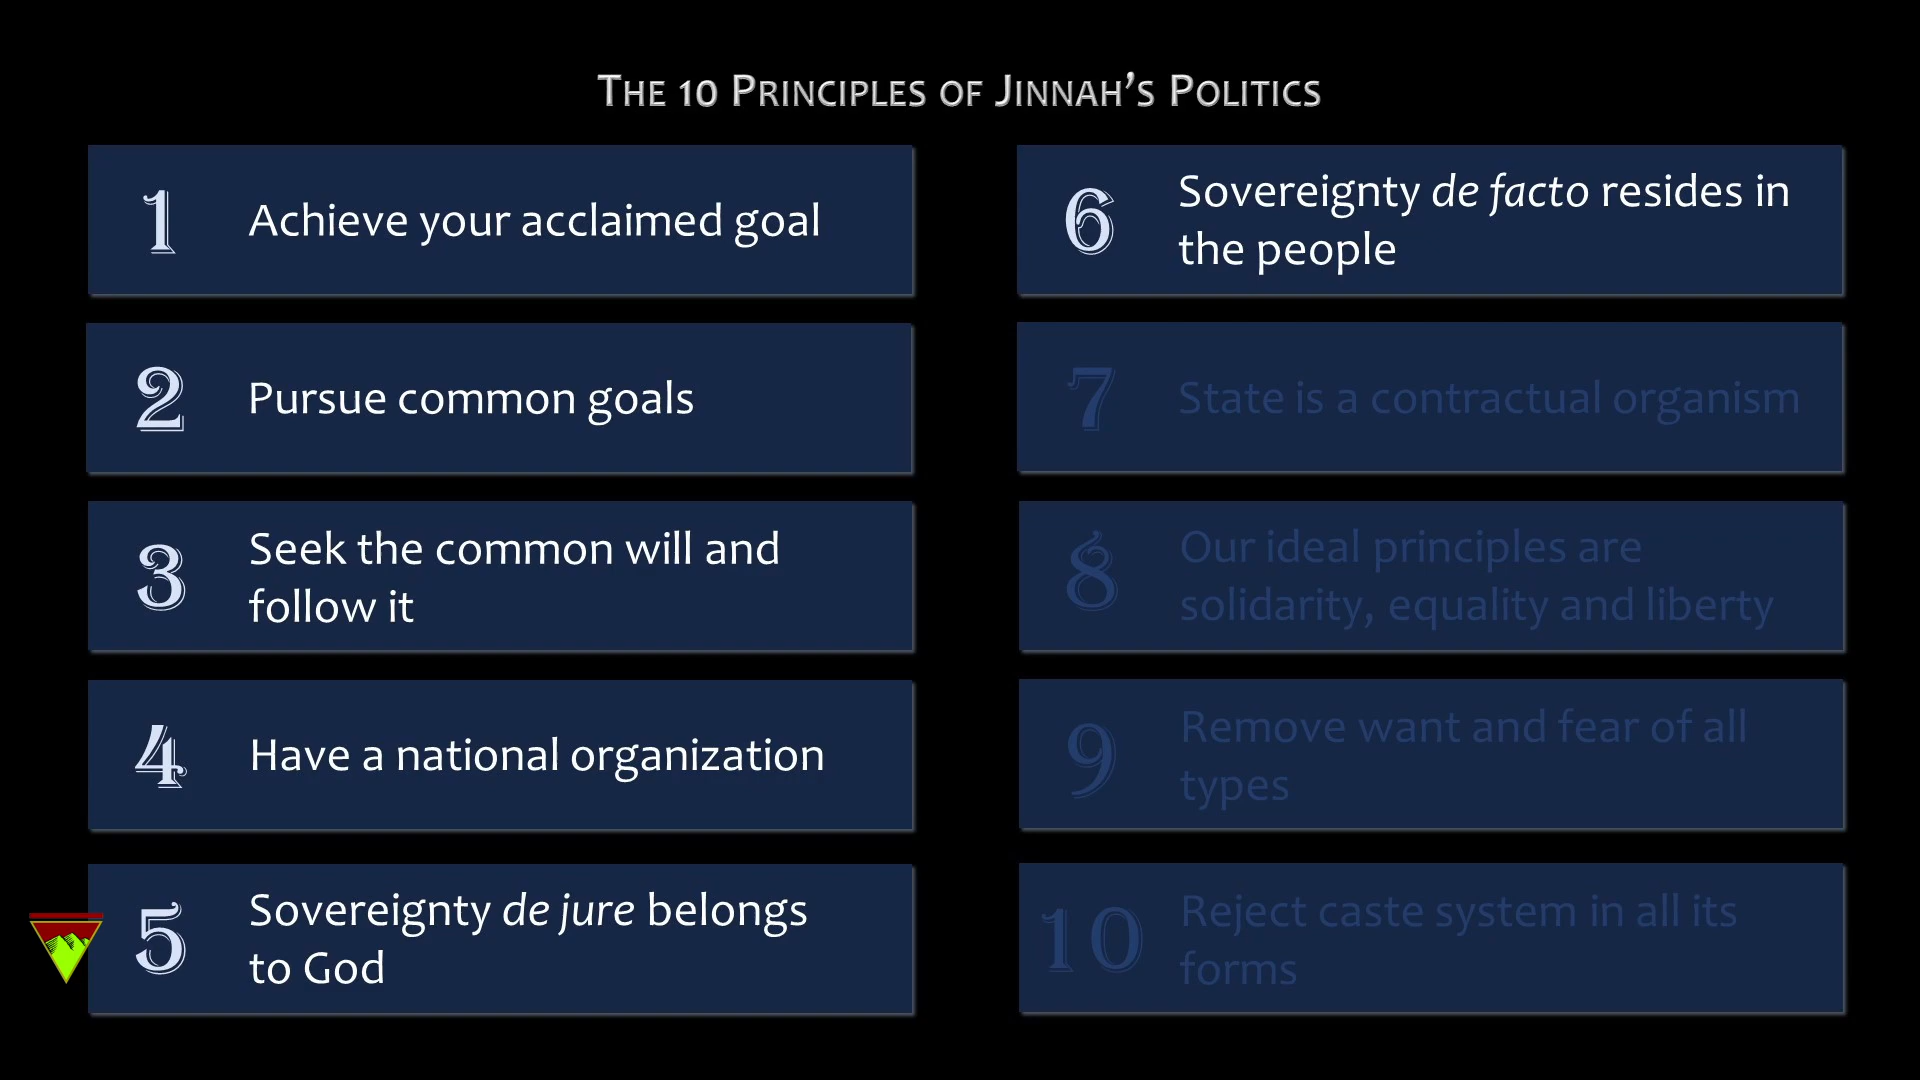 The 10 Principles of Jinnah’s Politics
1
Achieve your acclaimed goal
2
Pursue common goals
3
Seek the common will and
follow it
4
Have a national organization
5
Sovereignty de jure belongs
to God
6
Sovereignty de facto resides in
the people
7
State is a contractual organism
8
Our ideal principles are
solidarity, equality and liberty
9
Remove want and fear of all
types
10
Reject caste system in all its
forms